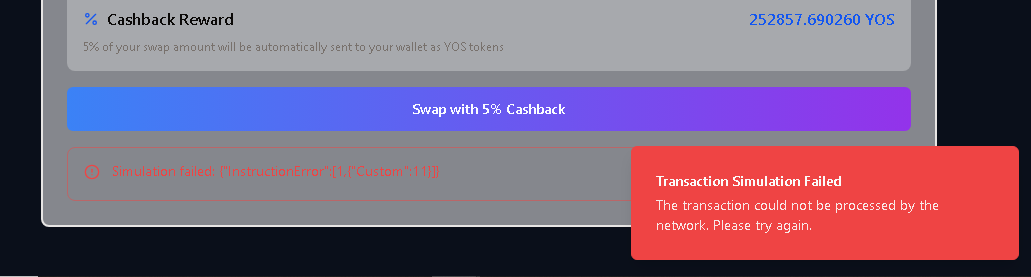 % Cashback Reward 252857.690260 YOS
5% of your swap amount will be automatically sent to your wallet as YOS tokens
Swap with 5% Cashback
Simulation failed: {"InstructionError":[1,{"Custom":11}]}
Transaction Simulation Failed
The transaction could not be processed by the
network. Please try again.